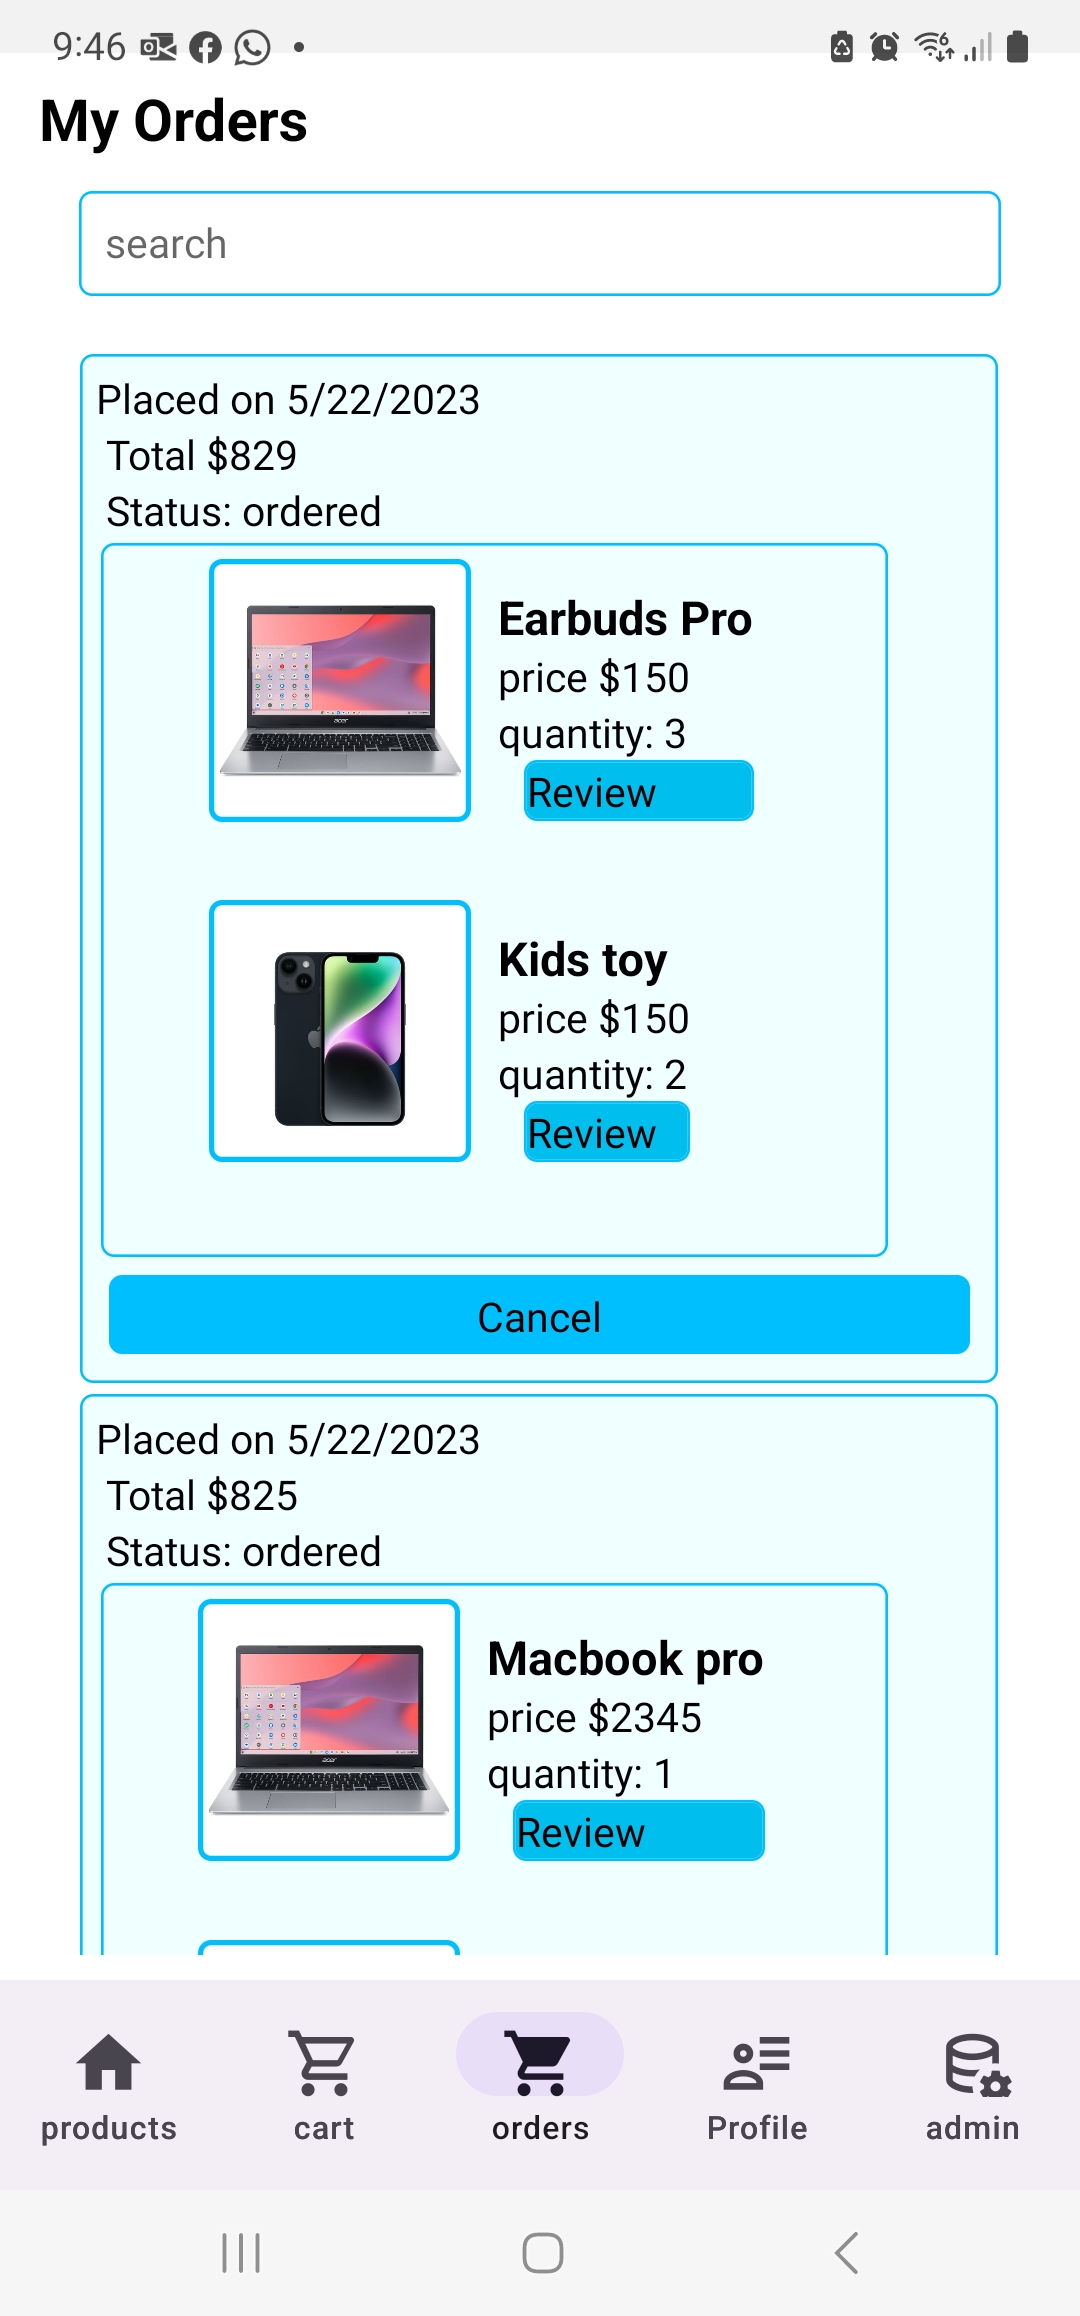 9:46
My Orders
search
Placed on 5/22/2023
Total $829
Status: ordered
acer
Earbuds Pro
price $150
quantity: 3
Review
Kids toy
price $150
quantity: 2
Review
Cancel
Placed on 5/22/2023
Total $825
Status: ordered
acer
Macbook pro
price $2345
quantity: 1
Review
products cart orders Profile admin